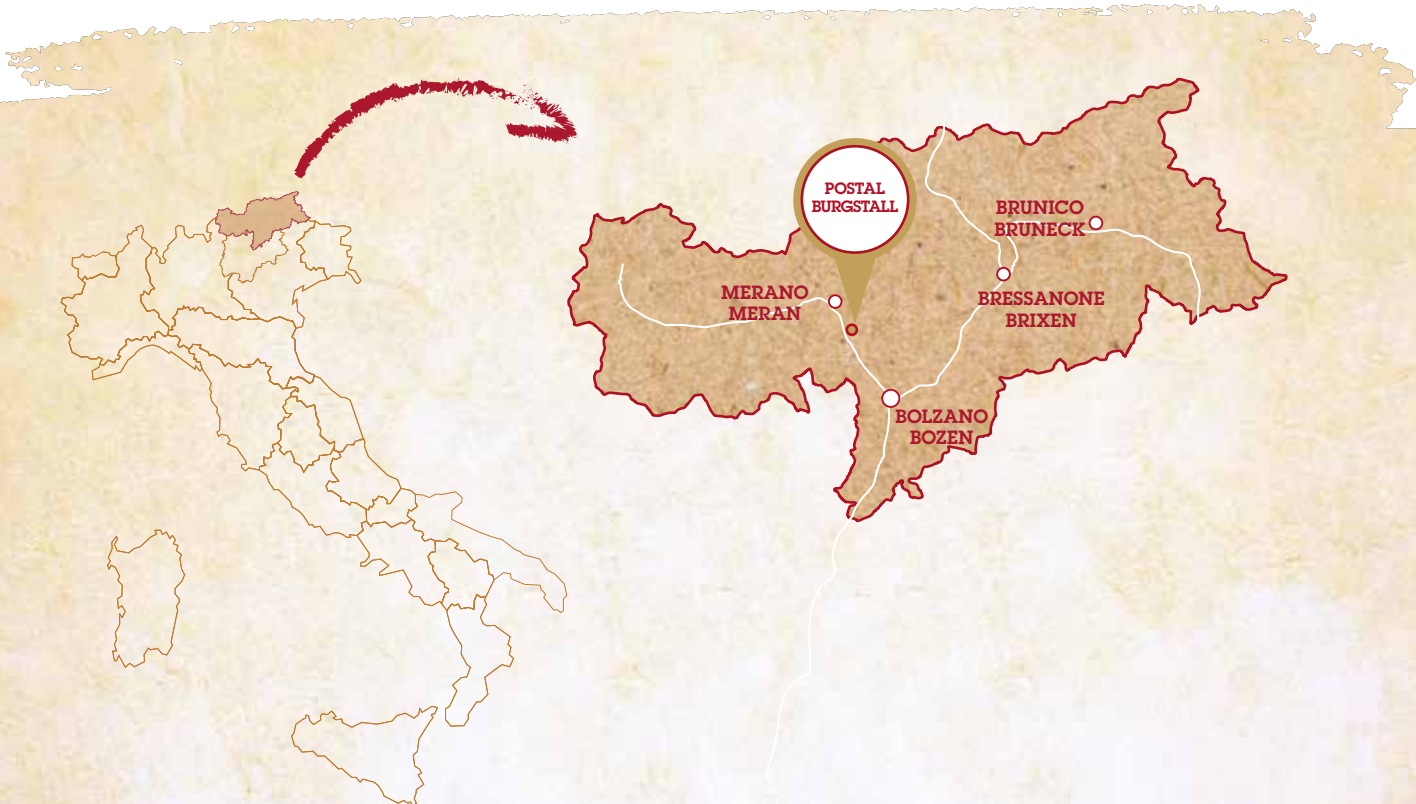 POSTAL
BURGSTALL
BRUNICO
BRUNECK
MERANO
MERAN
BRESSANONE
BRIXEN
BOLZANO
BOZEN